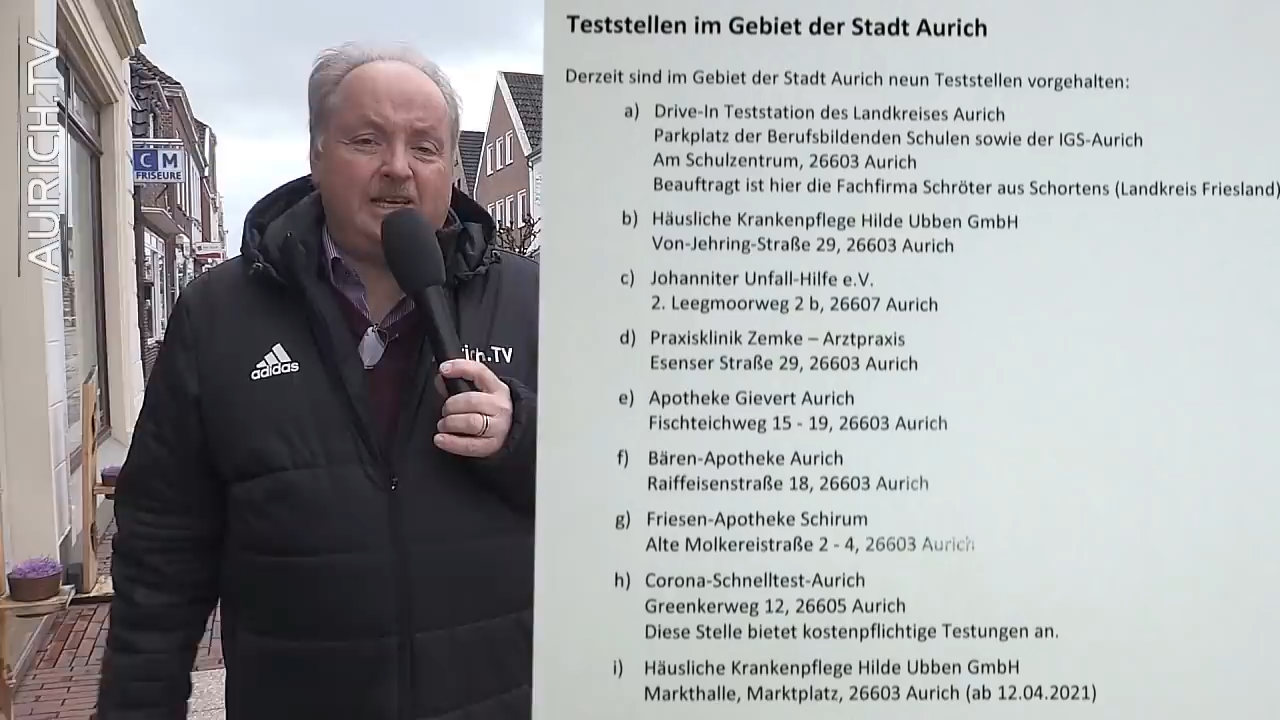 AURICH.TV
C M
FRISEURE
adidas
Teststellen im Gebiet der Stadt Aurich
Derzeit sind im Gebiet der Stadt Aurich neun Teststellen vorgehalten:
a) Drive-In Teststation des Landkreises Aurich
Parkplatz der Berufsbildenden Schulen sowie der IGS-Aurich
Am Schulzentrum, 26603 Aurich
Beauftragt ist hier die Fachfirma Schröter aus Schortens (Landkreis Friesland)
b) Häusliche Krankenpflege Hilde Ubben GmbH
Von-Jehring-Straße 29, 26603 Aurich
c) Johanniter Unfall-Hilfe e.V.
2. Leegmoorweg 2 b, 26607 Aurich
d) Praxisklinik Zemke – Arztpraxis
Esenser Straße 29, 26603 Aurich
e) Apotheke Gievert Aurich
Fischteichweg 15 - 19, 26603 Aurich
f) Bären-Apotheke Aurich
Raiffeisenstraße 18, 26603 Aurich
g) Friesen-Apotheke Schirum
Alte Molkereistraße 2 - 4, 26603 Aurich
h) Corona-Schnelltest-Aurich
Greenkerweg 12, 26605 Aurich
Diese Stelle bietet kostenpflichtige Testungen an.
i) Häusliche Krankenpflege Hilde Ubben GmbH
Markthalle, Marktplatz, 26603 Aurich (ab 12.04.2021)